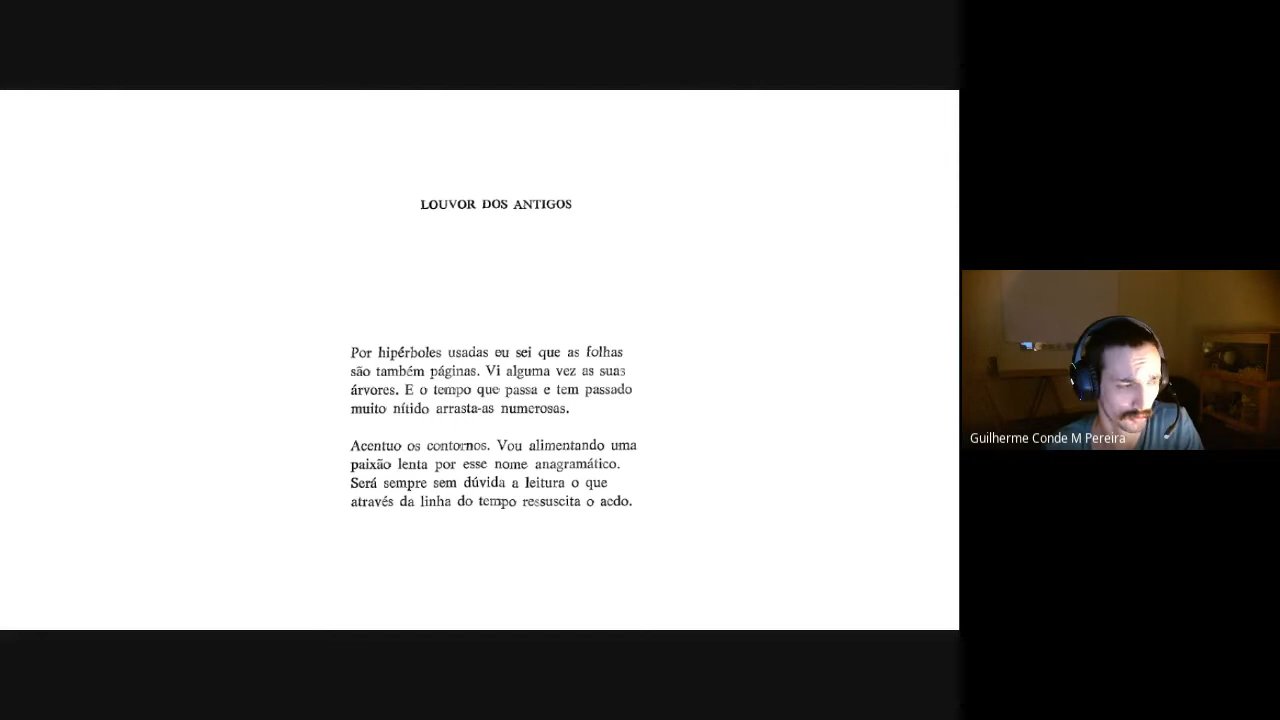 LOUVOR DOS ANTIGOS
Por hipérboles usadas eu sei que as folhas
são também páginas. Vi alguma vez as suas
árvores. E o tempo que passa e tem passado
muito nítido arrasta-as numerosas.
Acentuo os contornos. Vou alimentando uma
paixão lenta por esse nome anagramático.
Será sempre sem dúvida a leitura o que
através da linha do tempo ressuscita o aedo.
Guilherme Conde M Pereira